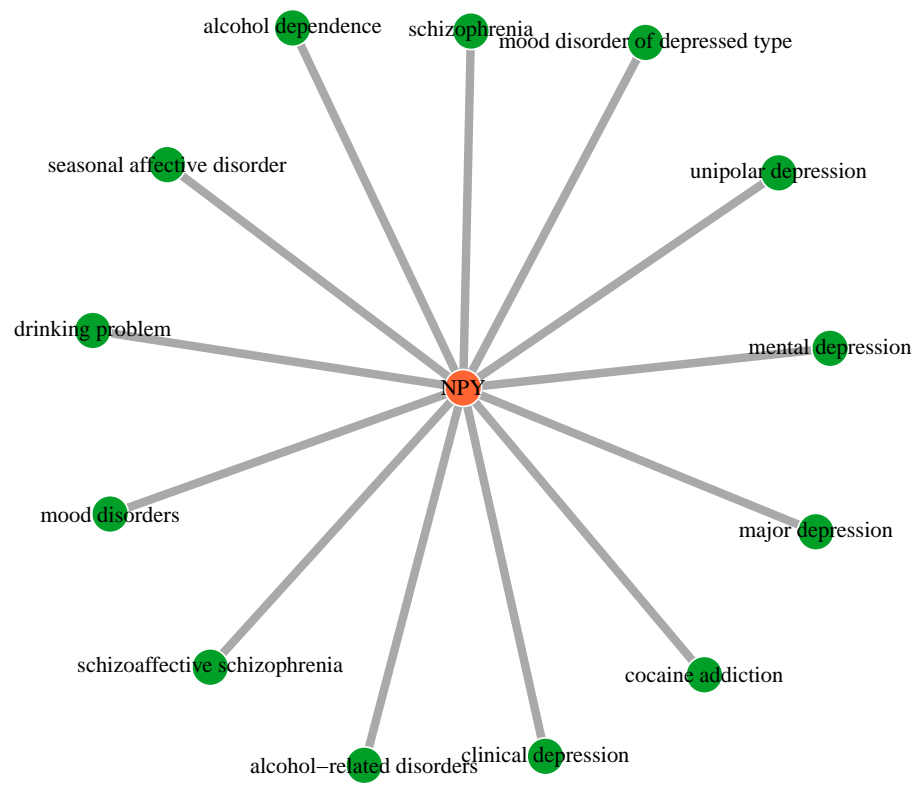 alcohol dependence
schizophrenia
mood disorder of depressed type
seasonal affective disorder
unipolar depression
drinking problem
mental depression
NPY
mood disorders
major depression
schizoaffective schizophrenia
cocaine addiction
alcohol−related disorders
clinical depression